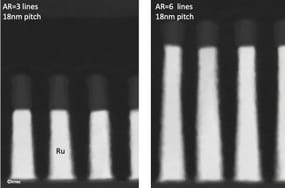 AR=3 lines
18nm pitch
AR=6 lines
18nm pitch
Ru
©imec